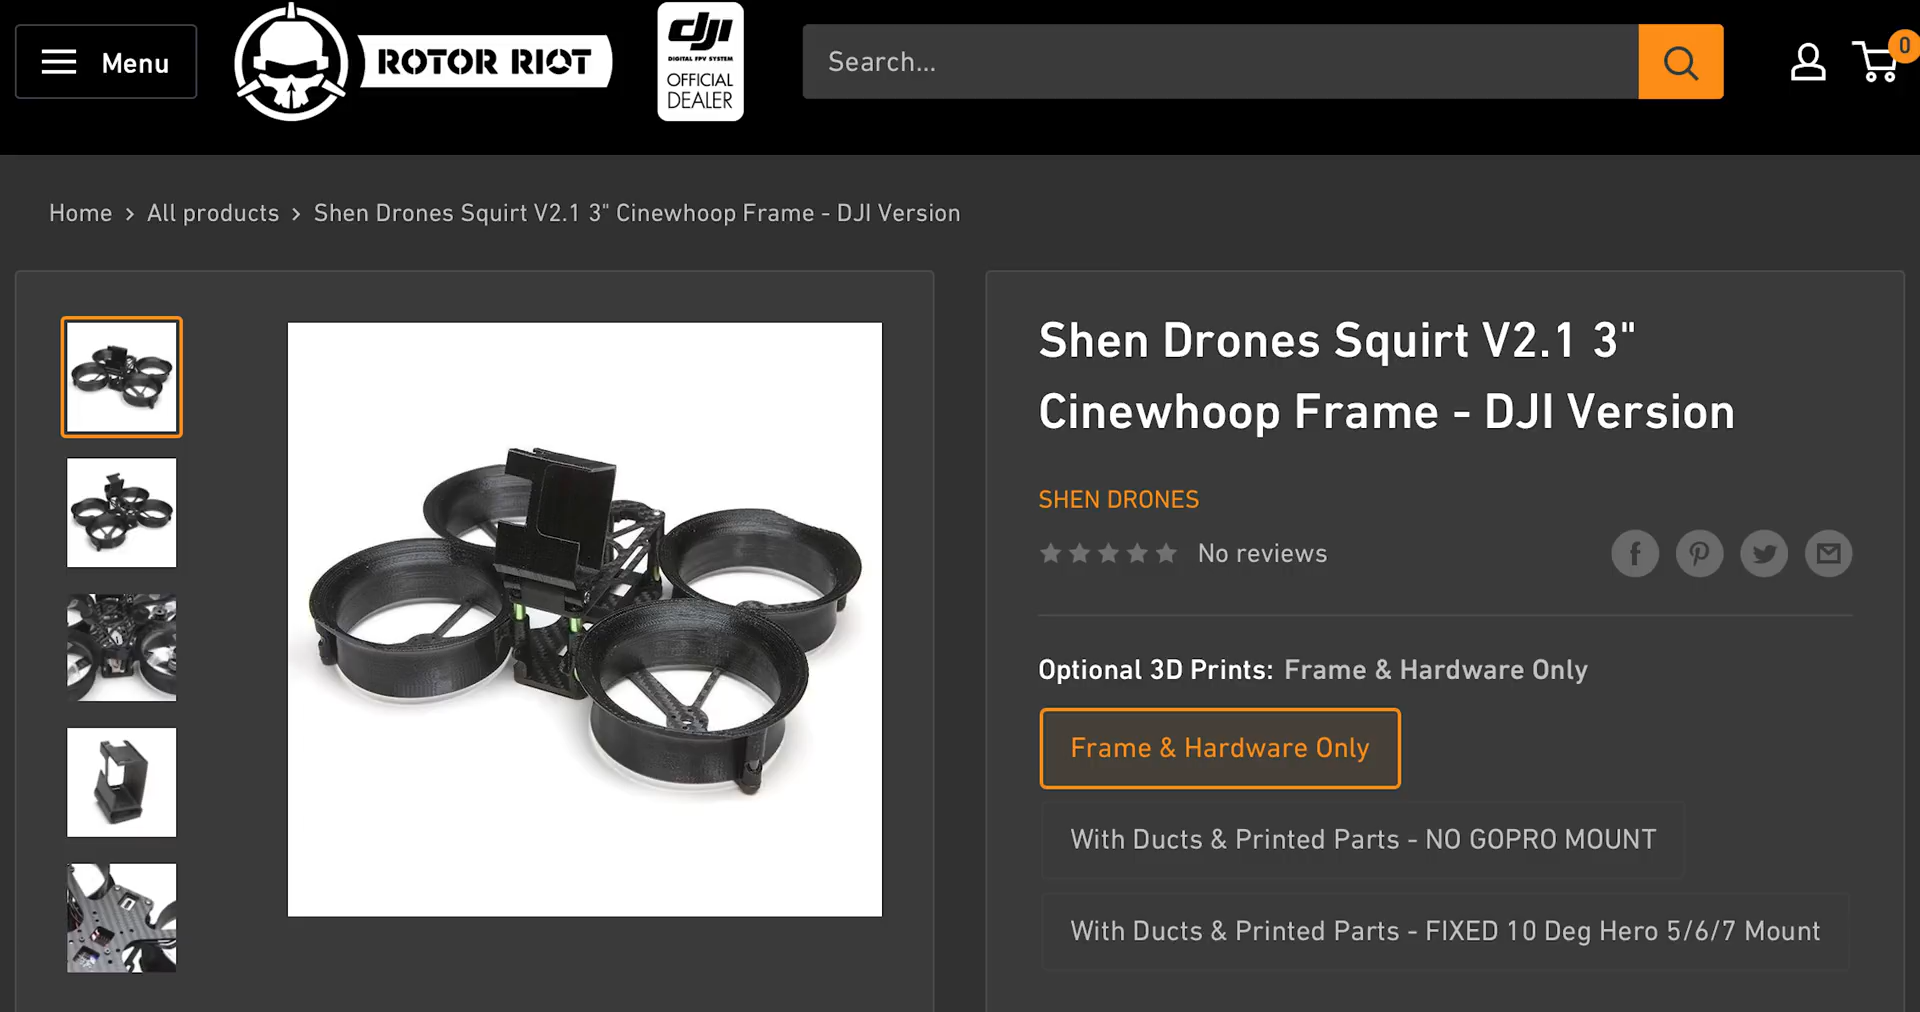 Menu
ROTOR RIOT
dji
DIGITAL FPV SYSTEM
OFFICIAL
DEALER
Search...
0
Home > All products > Shen Drones Squirt V2.1 3" Cinewhoop Frame - DJI Version
Shen Drones Squirt V2.1 3"
Cinewhoop Frame - DJI Version
SHEN DRONES
No reviews
Optional 3D Prints: Frame & Hardware Only
Frame & Hardware Only
With Ducts & Printed Parts - NO GOPRO MOUNT
With Ducts & Printed Parts - FIXED 10 Deg Hero 5/6/7 Mount